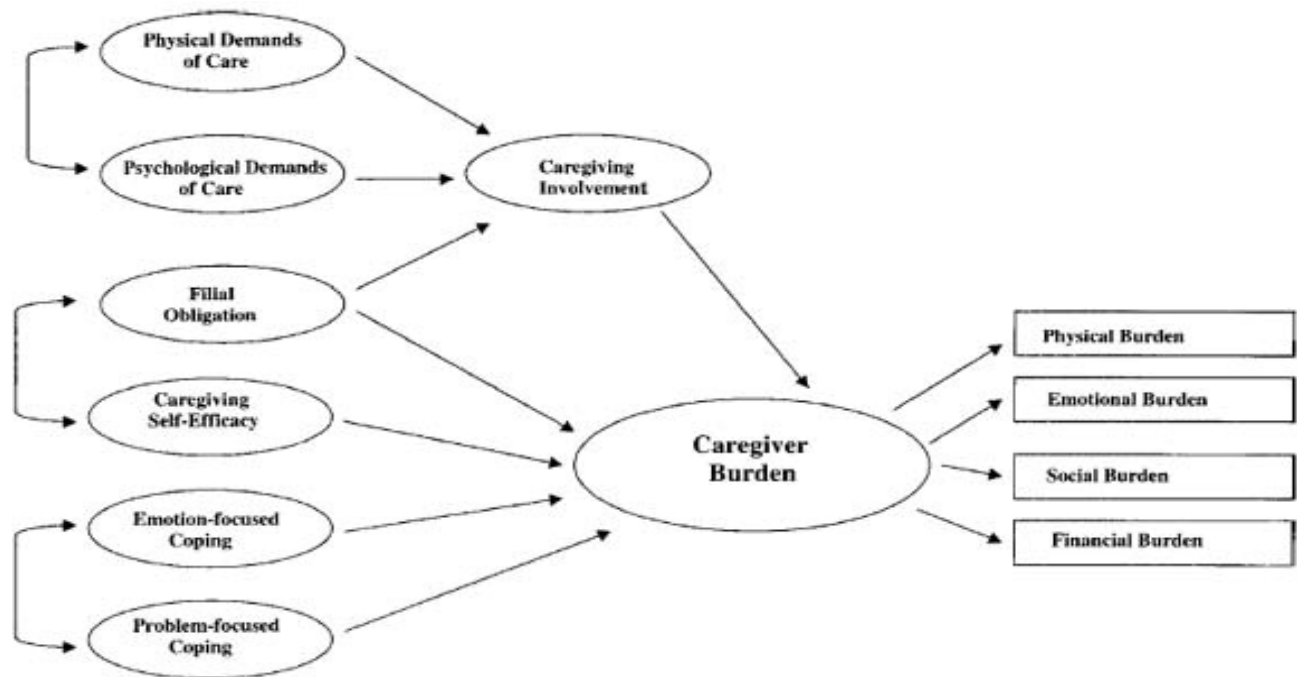 Physical Demands
of Care
Psychological Demands
of Care
Caregiving
Involvement
Filial
Obligation
Caregiving
Self-Efficacy
Emotion-focused
Coping
Problem-focused
Coping
Caregiver
Burden
Physical Burden
Emotional Burden
Social Burden
Financial Burden